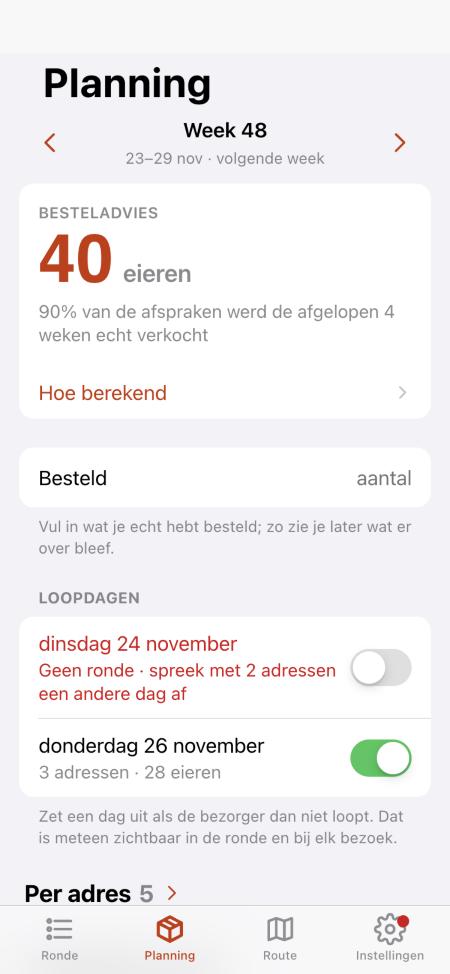 Planning
Week 48
23–29 nov · volgende week
BESTELADVIES
40 eieren
90% van de afspraken werd de afgelopen 4
weken echt verkocht
Hoe berekend
Besteld aantal
Vul in wat je echt hebt besteld; zo zie je later wat er
over bleef.
LOOPDAGEN
dinsdag 24 november
Geen ronde · spreek met 2 adressen
een andere dag af
donderdag 26 november
3 adressen · 28 eieren
Zet een dag uit als de bezorger dan niet loopt. Dat
is meteen zichtbaar in de ronde en bij elk bezoek.
Per adres 5
Ronde Planning Route Instellingen